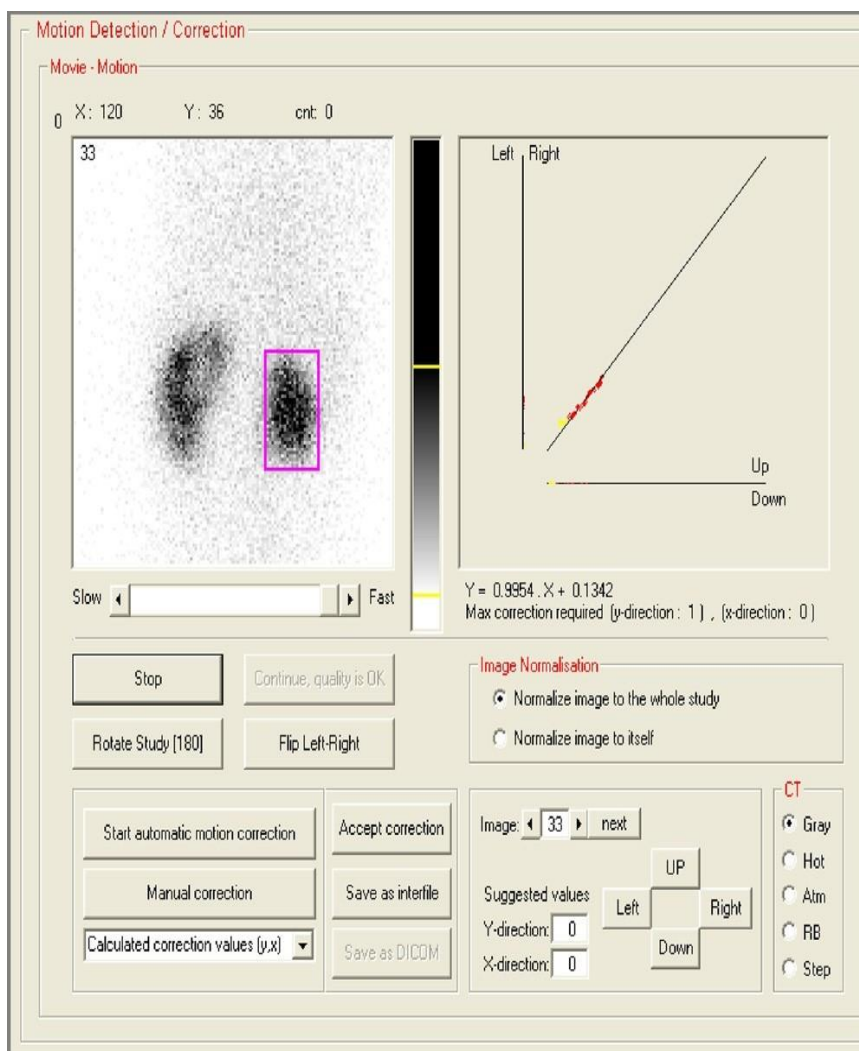 Motion Detection / Correction
Movie - Motion
0 X: 120 Y: 36 cnt: 0
33
Left Right
Up
Down
Slow Fast
Y = 0.9954 . X + 0.1342
Max correction required (y-direction : 1 ) , (x-direction : 0 )
Stop
Continue, quality is OK
Rotate Study [180]
Flip Left-Right
Image Normalisation
Normalize image to the whole study
Normalize image to itself
Start automatic motion correction
Manual correction
Calculated correction values (y,x)
Accept correction
Save as interfile
Save as DICOM
Image: 33 next
UP
Suggested values
Left Right
Y-direction: 0
Down
X-direction: 0
CT
Gray
Hot
Atm
RB
Step